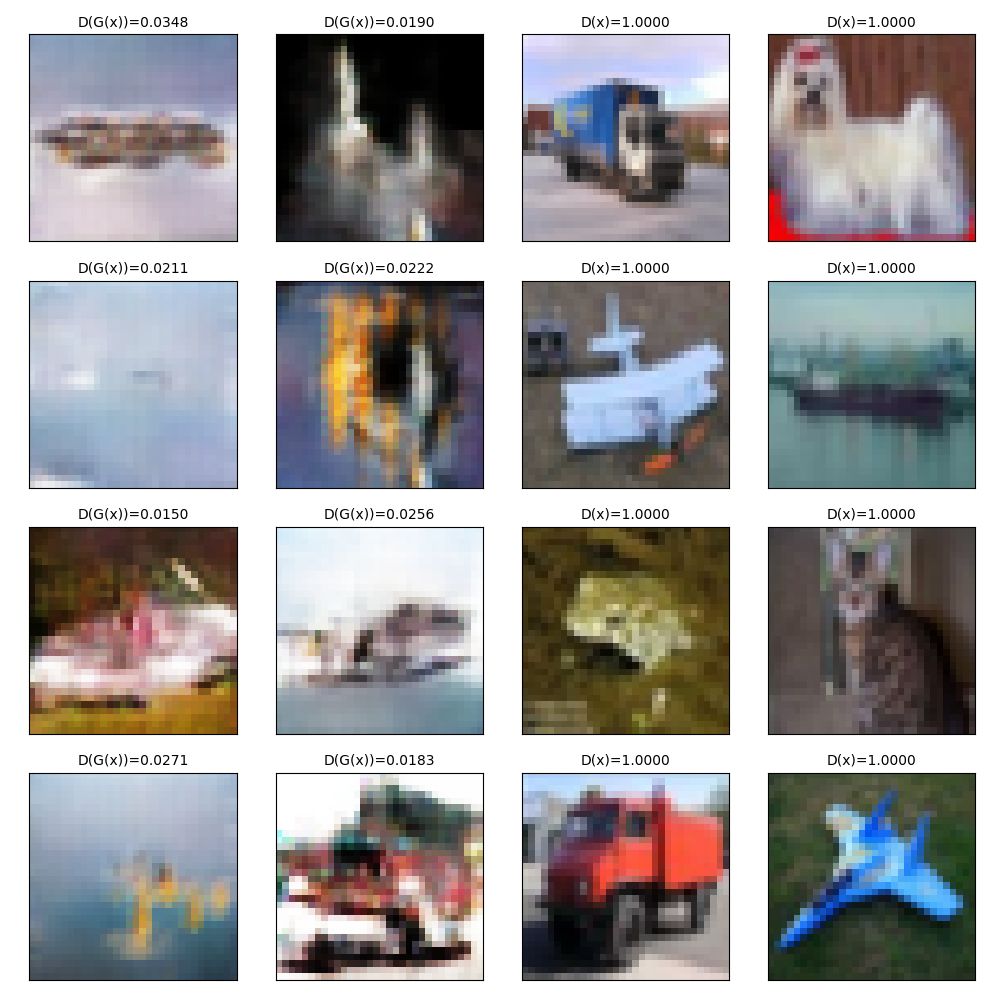 D(G(x))=0.0348 D(G(x))=0.0190 D(x)=1.0000 D(x)=1.0000
D(G(x))=0.0211 D(G(x))=0.0222 D(x)=1.0000 D(x)=1.0000
D(G(x))=0.0150 D(G(x))=0.0256 D(x)=1.0000 D(x)=1.0000
D(G(x))=0.0271 D(G(x))=0.0183 D(x)=1.0000 D(x)=1.0000